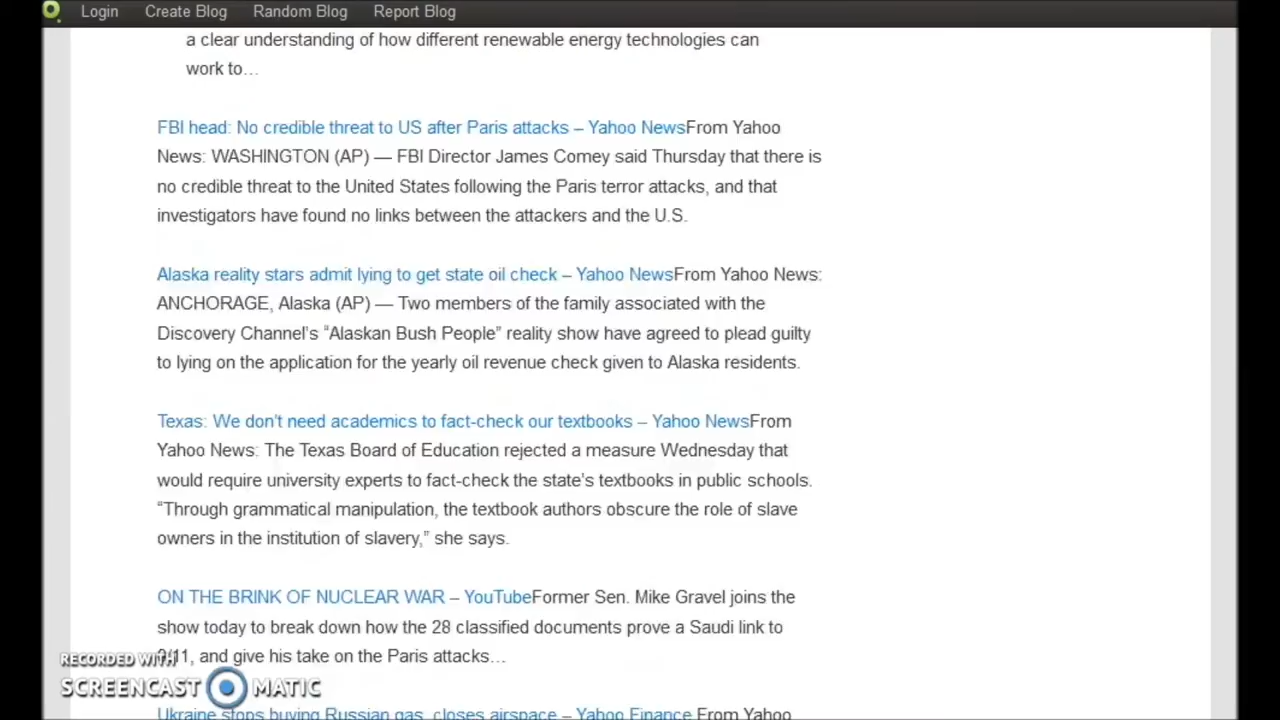 Login Create Blog Random Blog Report Blog
a clear understanding of how different renewable energy technologies can
work to…
FBI head: No credible threat to US after Paris attacks – Yahoo NewsFrom Yahoo
News: WASHINGTON (AP) — FBI Director James Comey said Thursday that there is
no credible threat to the United States following the Paris terror attacks, and that
investigators have found no links between the attackers and the U.S.
Alaska reality stars admit lying to get state oil check – Yahoo NewsFrom Yahoo News:
ANCHORAGE, Alaska (AP) — Two members of the family associated with the
Discovery Channel's “Alaskan Bush People” reality show have agreed to plead guilty
to lying on the application for the yearly oil revenue check given to Alaska residents.
Texas: We don't need academics to fact-check our textbooks – Yahoo NewsFrom
Yahoo News: The Texas Board of Education rejected a measure Wednesday that
would require university experts to fact-check the state's textbooks in public schools.
“Through grammatical manipulation, the textbook authors obscure the role of slave
owners in the institution of slavery,” she says.
ON THE BRINK OF NUCLEAR WAR – YouTubeFormer Sen. Mike Gravel joins the
show today to break down how the 28 classified documents prove a Saudi link to
9/11, and give his take on the Paris attacks…
RECORDED WITH
SCREENCAST MATIC
Ukraine stops buying Russian gas, closes airspace – Yahoo Finance From Yahoo